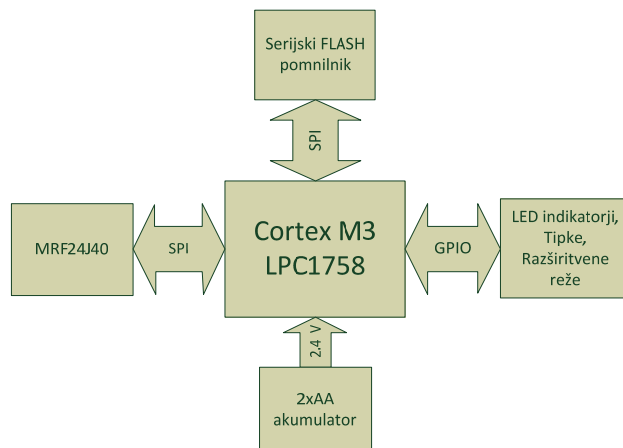 Serijski FLASH
pomnilnik
SPI
MRF24J40
SPI
Cortex M3
LPC1758
GPIO
LED indikatorji,
Tipke,
Razširitvene
reže
2.4 V
2xAA
akumulator